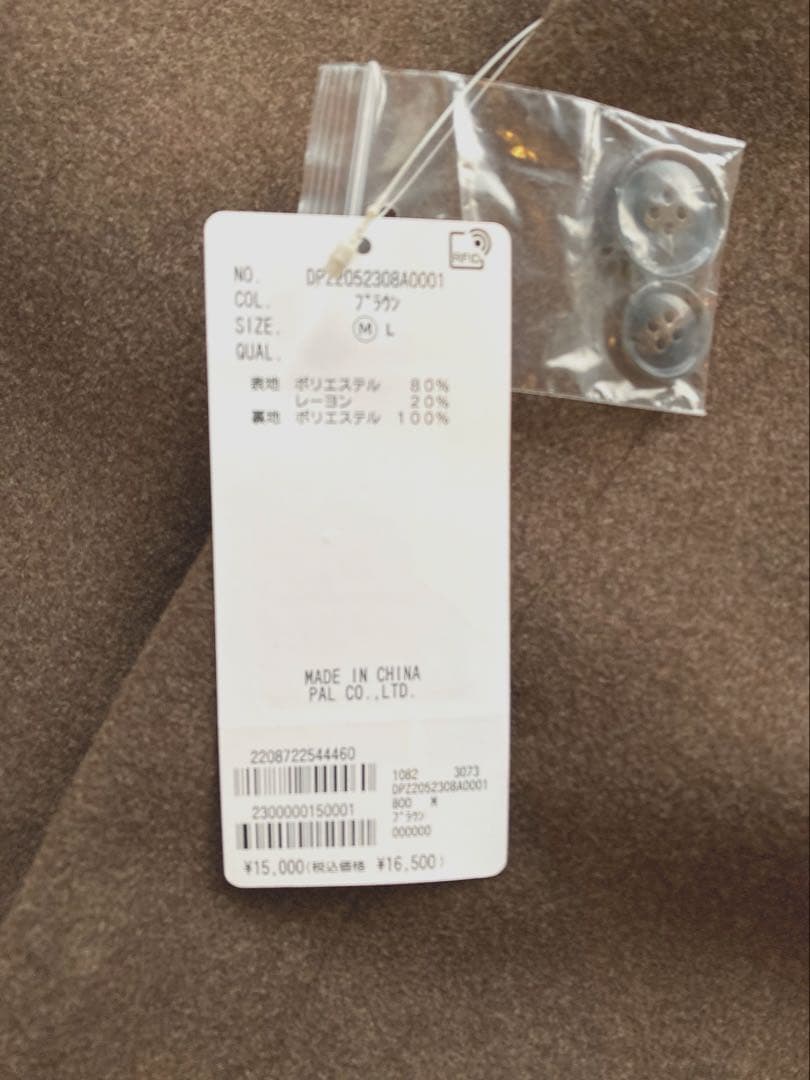 RFID
NO. DPZ2052308A0001
COL. ブラウン
SIZE. Ⓜ L
QUAL.
表地 ポリエステル 80%
レーヨン 20%
裏地 ポリエステル 100%
MADE IN CHINA
PAL CO.,LTD.
2208722544460
2300000150001
1082 3073
DPZ2052308A0001
800 M
ブラウン
000000
¥15,000(税込価格 ¥16,500)